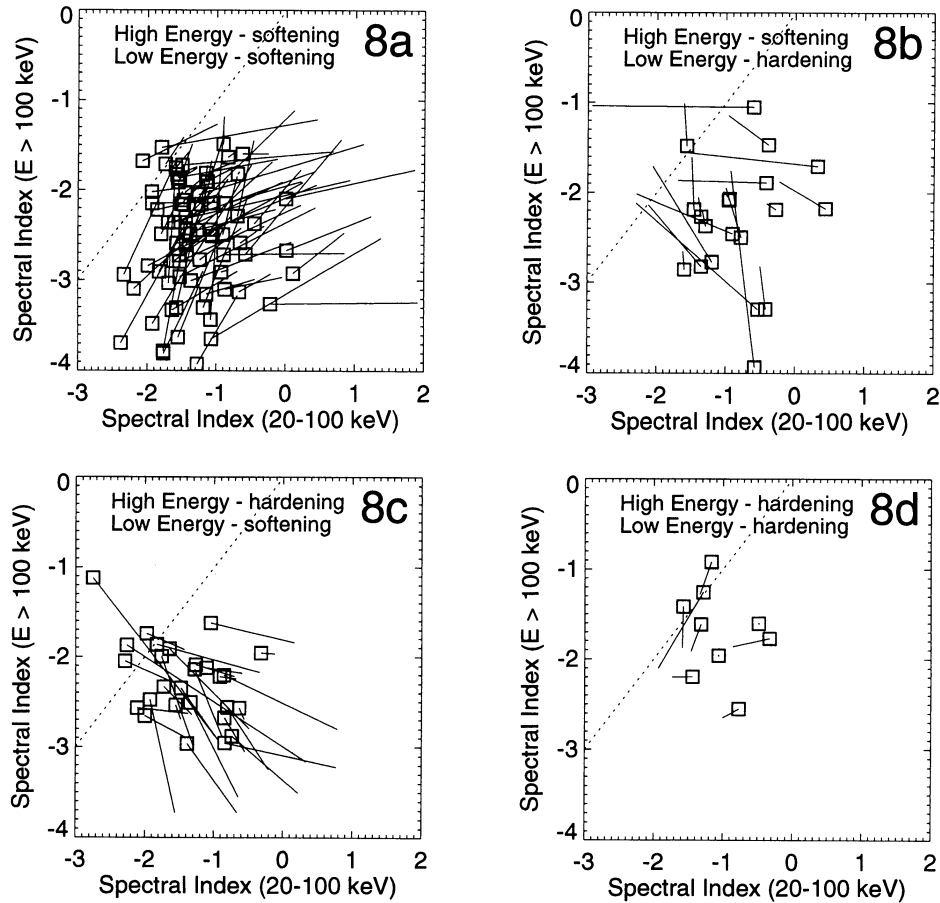 High Energy - softening
Low Energy - softening
8a
0
-1
-2
-3
-4
Spectral Index (E > 100 keV)
-3 -2 -1 0 1 2
Spectral Index (20-100 keV)
High Energy - softening
Low Energy - hardening
8b
0
-1
-2
-3
-4
Spectral Index (E > 100 keV)
-3 -2 -1 0 1 2
Spectral Index (20-100 keV)
High Energy - hardening
Low Energy - softening
8c
0
-1
-2
-3
-4
Spectral Index (E > 100 keV)
-3 -2 -1 0 1 2
Spectral Index (20-100 keV)
High Energy - hardening
Low Energy - hardening
8d
0
-1
-2
-3
-4
Spectral Index (E > 100 keV)
-3 -2 -1 0 1 2
Spectral Index (20-100 keV)